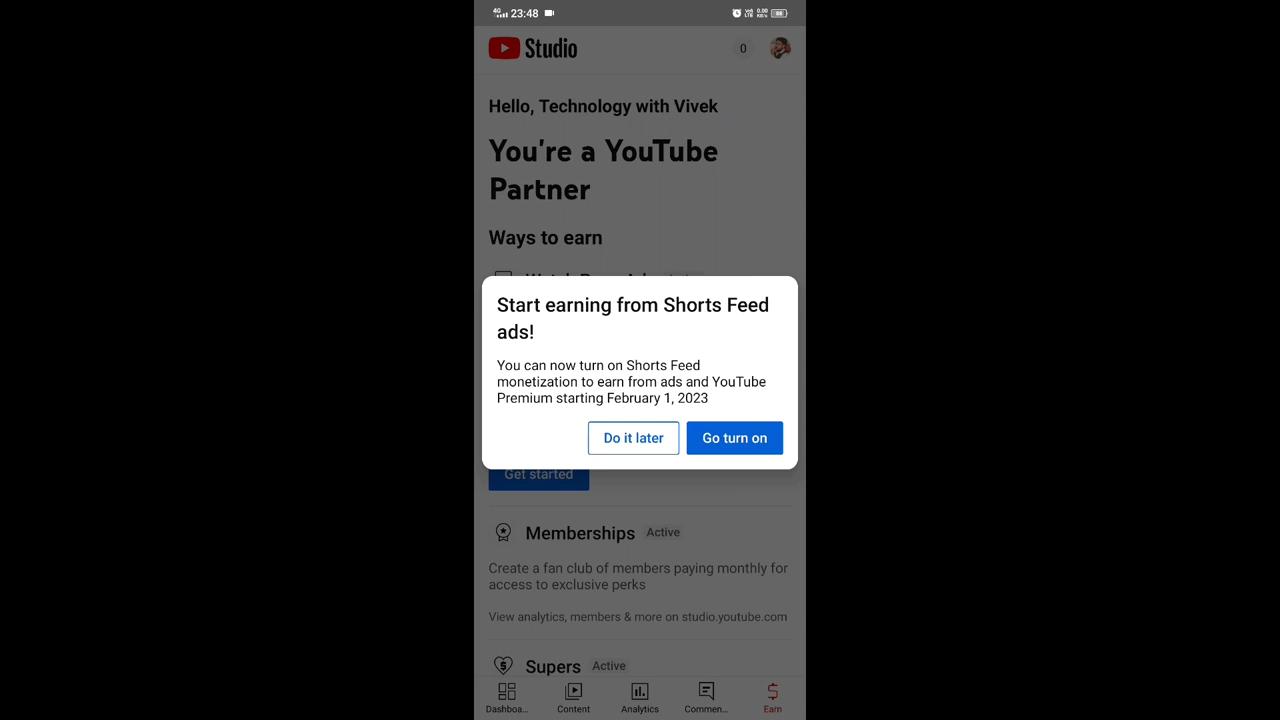 4G 23:48
Studio
0
Hello, Technology with Vivek
You're a YouTube
Partner
Ways to earn
Start earning from Shorts Feed
ads!
You can now turn on Shorts Feed
monetization to earn from ads and YouTube
Premium starting February 1, 2023
Do it later
Go turn on
Get started
Memberships Active
Create a fan club of members paying monthly for
access to exclusive perks
View analytics, members & more on studio.youtube.com
Supers Active
Dashboa...
Content
Analytics
Commen...
Earn